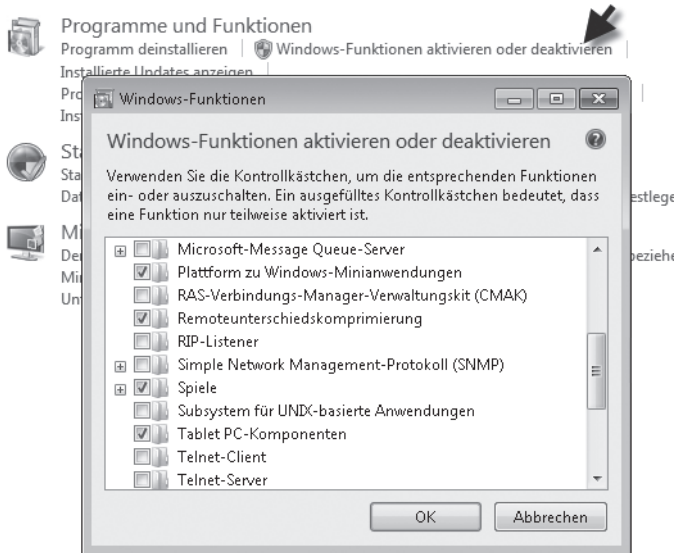 Programme und Funktionen
Programm deinstallieren | Windows-Funktionen aktivieren oder deaktivieren |
Installierte Updates anzeigen |
Windows-Funktionen
Windows-Funktionen aktivieren oder deaktivieren
Verwenden Sie die Kontrollkästchen, um die entsprechenden Funktionen
ein- oder auszuschalten. Ein ausgefülltes Kontrollkästchen bedeutet, dass
eine Funktion nur teilweise aktiviert ist.
Microsoft-Message Queue-Server
Plattform zu Windows-Minianwendungen
RAS-Verbindungs-Manager-Verwaltungskit (CMAK)
Remoteunterschiedskomprimierung
RIP-Listener
Simple Network Management-Protokoll (SNMP)
Spiele
Subsystem für UNIX-basierte Anwendungen
Tablet PC-Komponenten
Telnet-Client
Telnet-Server
OK
Abbrechen